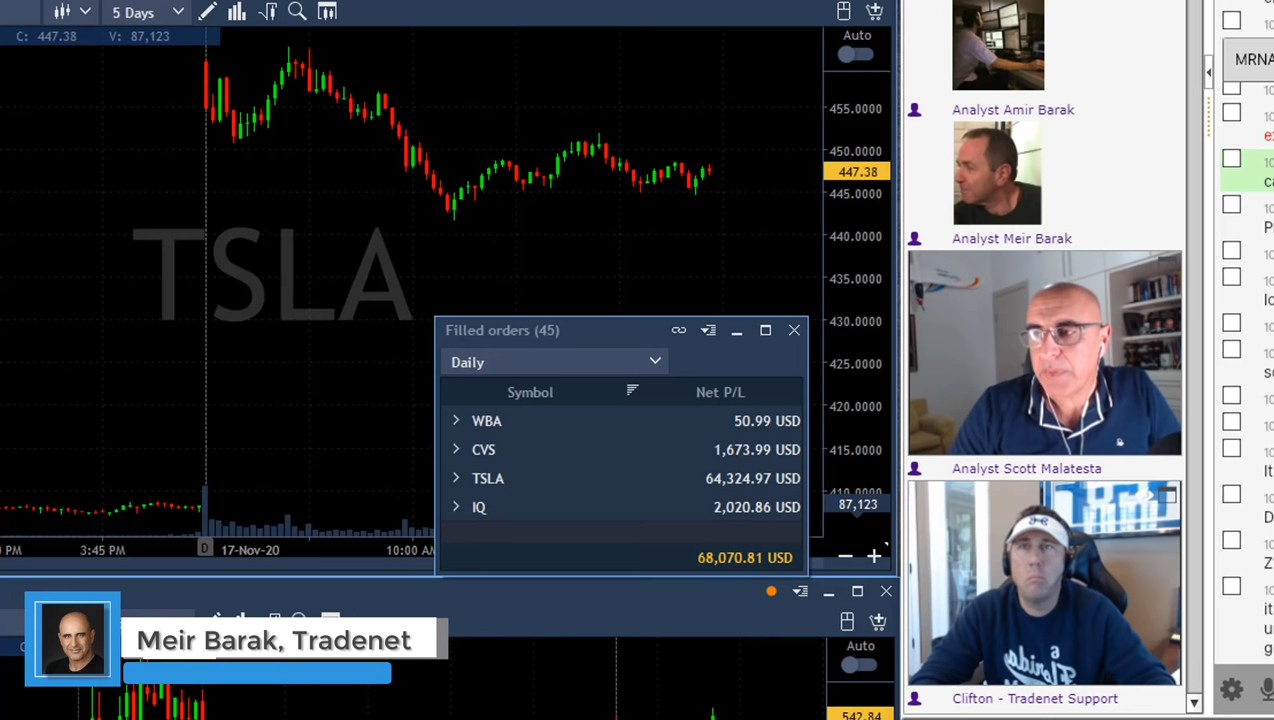 5 Days
C: 447.38 V: 87,123
Auto
455.0000
450.0000
447.38
445.0000
440.0000
435.0000
430.0000
425.0000
420.0000
415.0000
410.0000
87,123
TSLA
PM
3:45 PM
D
17-Nov-20
10:00 AM
Filled orders (45)
Daily
Symbol Net P/L
WBA 50.99 USD
CVS 1,673.99 USD
TSLA 64,324.97 USD
IQ 2,020.86 USD
68,070.81 USD
Auto
542.84
Meir Barak, Tradenet
Analyst Amir Barak
Analyst Meir Barak
Analyst Scott Malatesta
Florida
Clifton - Tradenet Support
MRNA